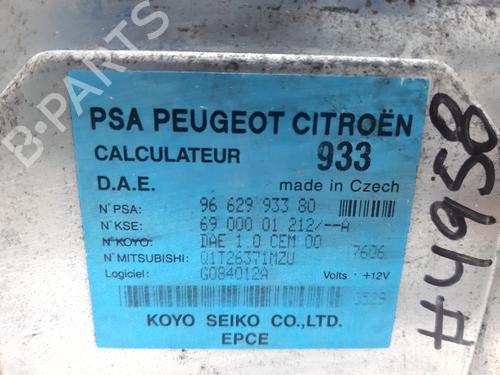 PSA PEUGEOT CITROËN
CALCULATEUR 933
D.A.E. made in Czech
N° PSA: 96 629 933 80
N° KSE: 69 000 01 212/--A
N° KOYO: DAE 1.0 CEM 00
N° MITSUBISHI: Q1T26371MZU 7606
Logiciel: G084012A Volts : +12V
3529
KOYO SEIKO CO.,LTD.
EPCE
#4958
B-PARTS